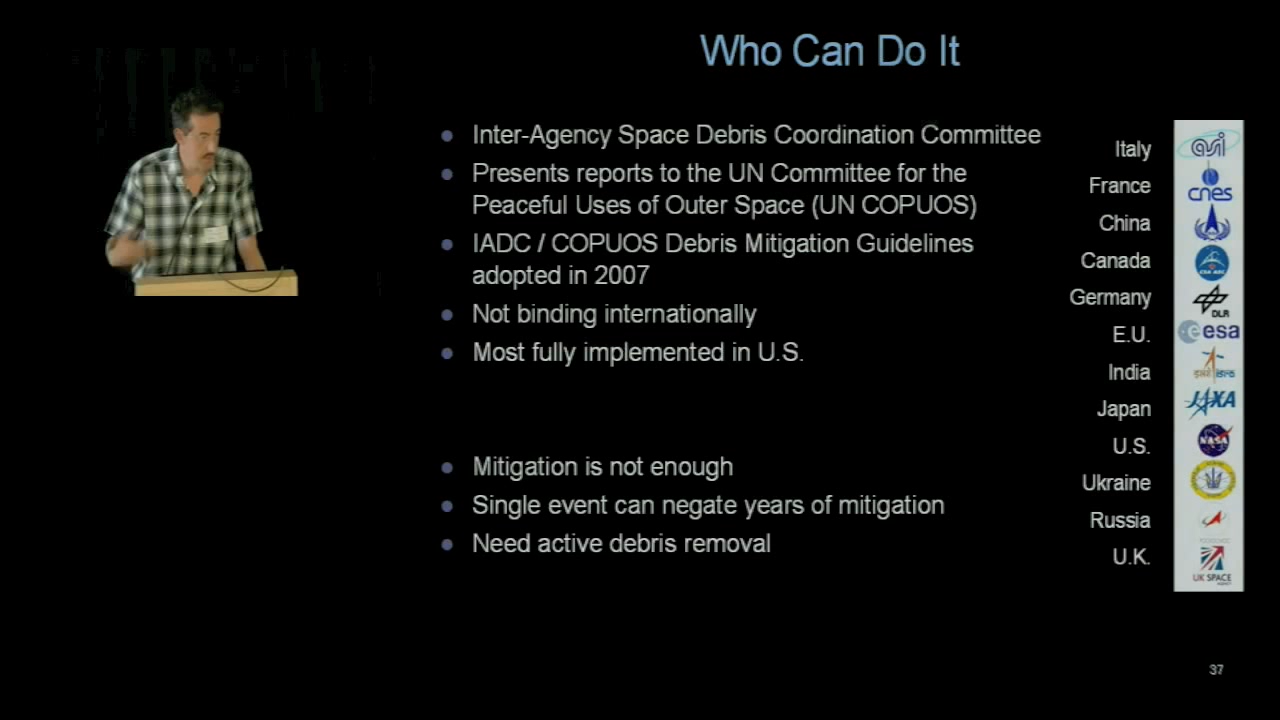 Who Can Do It
Inter-Agency Space Debris Coordination Committee
Presents reports to the UN Committee for the
Peaceful Uses of Outer Space (UN COPUOS)
IADC / COPUOS Debris Mitigation Guidelines
adopted in 2007
Not binding internationally
Most fully implemented in U.S.
Mitigation is not enough
Single event can negate years of mitigation
Need active debris removal
Italy
asi
France
cnes
China
Canada
Germany
DLR
E.U.
esa
India
isro
Japan
JAXA
U.S.
NASA
Ukraine
Russia
U.K.
UK SPACE
37